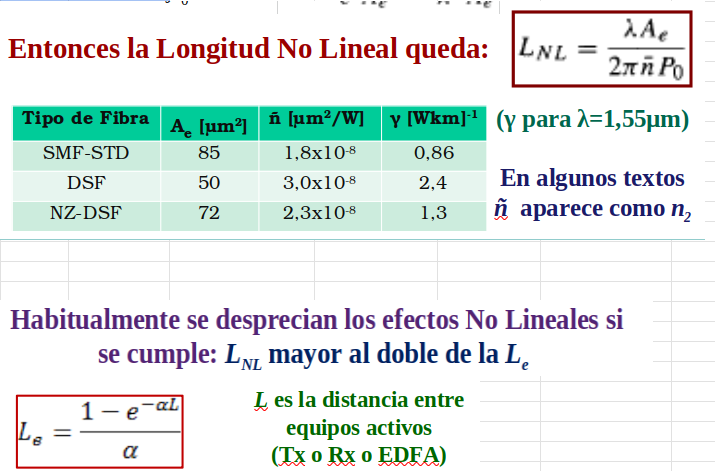 Entonces la Longitud No Lineal queda:
L_NL = λA_e / 2πn̄P_0
Tipo de Fibra A_e [µm²] ñ [µm²/W] γ [Wkm]⁻¹
SMF-STD 85 1,8x10⁻⁸ 0,86
DSF 50 3,0x10⁻⁸ 2,4
NZ-DSF 72 2,3x10⁻⁸ 1,3
(γ para λ=1,55µm)
En algunos textos
ñ aparece como n₂
Habitualmente se desprecian los efectos No Lineales si
se cumple: L_NL mayor al doble de la L_e
L_e = 1 − e^−αL / α
L es la distancia entre
equipos activos
(Tx o Rx o EDFA)